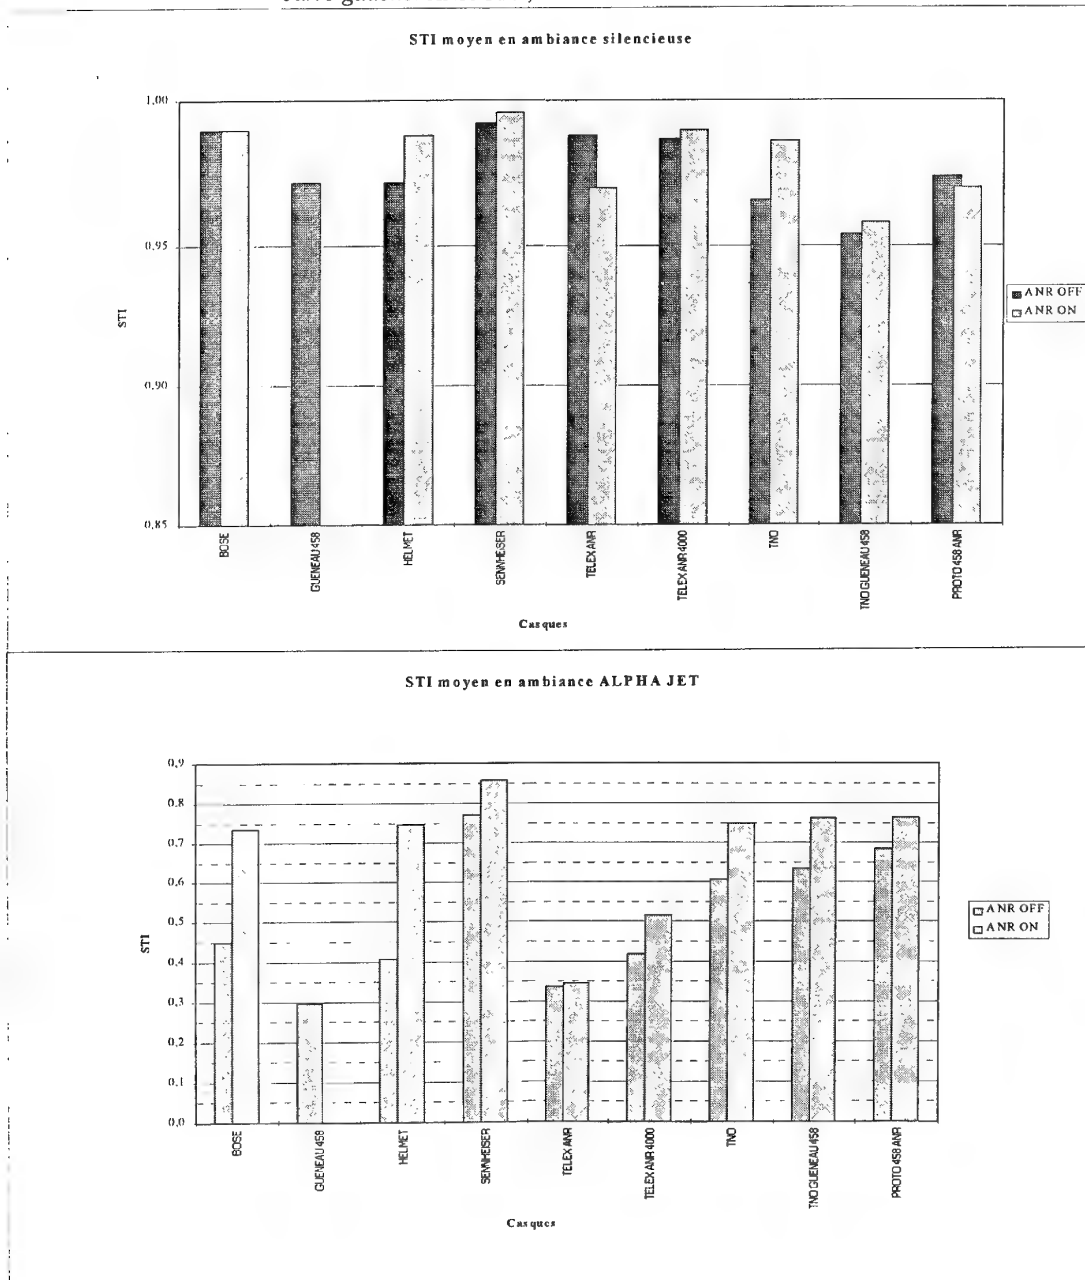 STI moyen en ambiance silencieuse
1,00
0,95
0,90
0,85
STI
BOSE
GUENEAU 458
HELMET
SENNHEISER
TELEX ANR
TELEX ANR 4000
TNO
TNO GUENEAU 458
PROTO 458 ANR
Casques
ANR OFF
ANR ON
STI moyen en ambiance ALPHA JET
0,9
0,8
0,7
0,6
0,5
0,4
0,3
0,2
0,1
0,0
STI
BOSE
GUENEAU 458
HELMET
SENNHEISER
TELEX ANR
TELEX ANR 4000
TNO
TNO GUENEAU 458
PROTO 458 ANR
Casques
ANR OFF
ANR ON